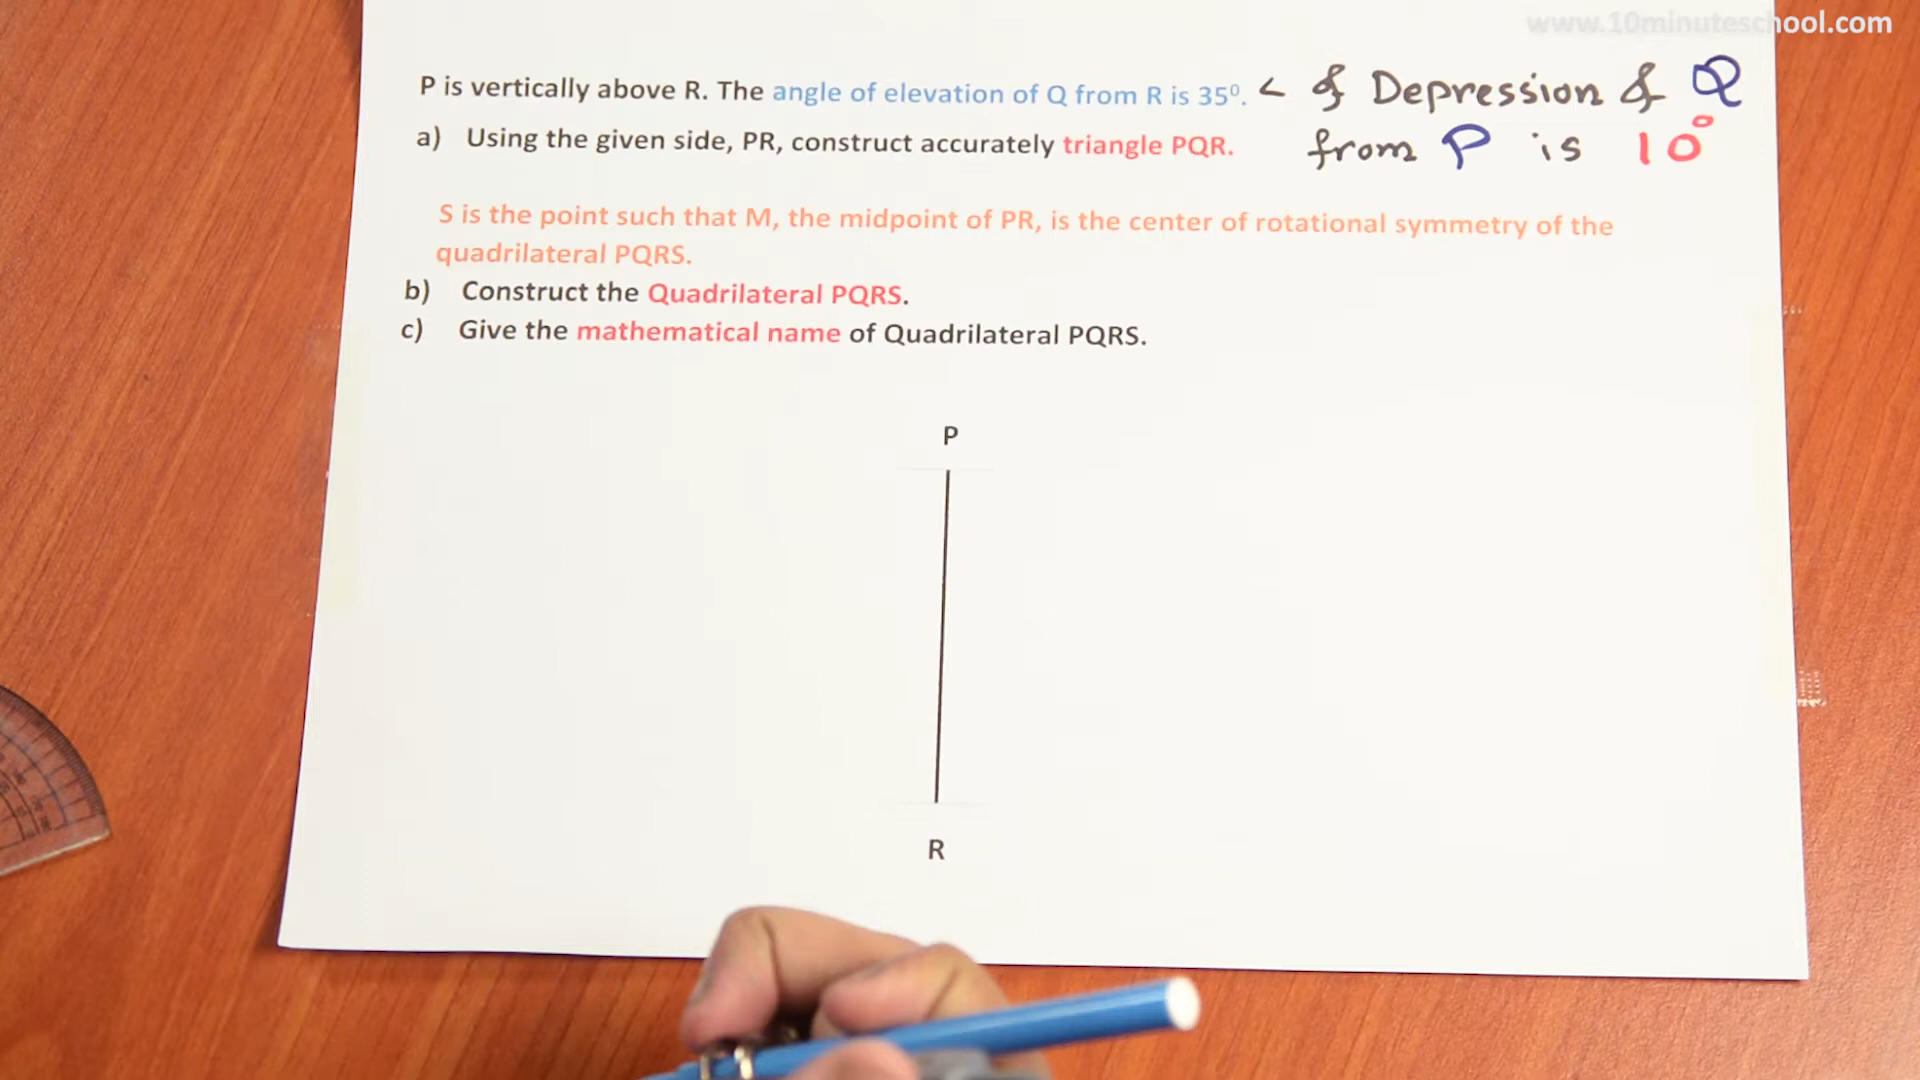 www.10minuteschool.com
P is vertically above R. The angle of elevation of Q from R is 35⁰. < of Depression of Q
from P is 10°
a) Using the given side, PR, construct accurately triangle PQR.
S is the point such that M, the midpoint of PR, is the center of rotational symmetry of the
quadrilateral PQRS.
b) Construct the Quadrilateral PQRS.
c) Give the mathematical name of Quadrilateral PQRS.
P
R